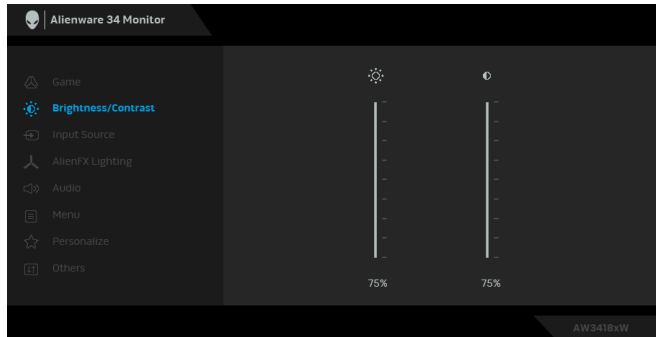 Alienware 34 Monitor
Game
Brightness/Contrast
Input Source
AlienFX Lighting
Audio
Menu
Personalize
Others
75%
75%
AW3418xW